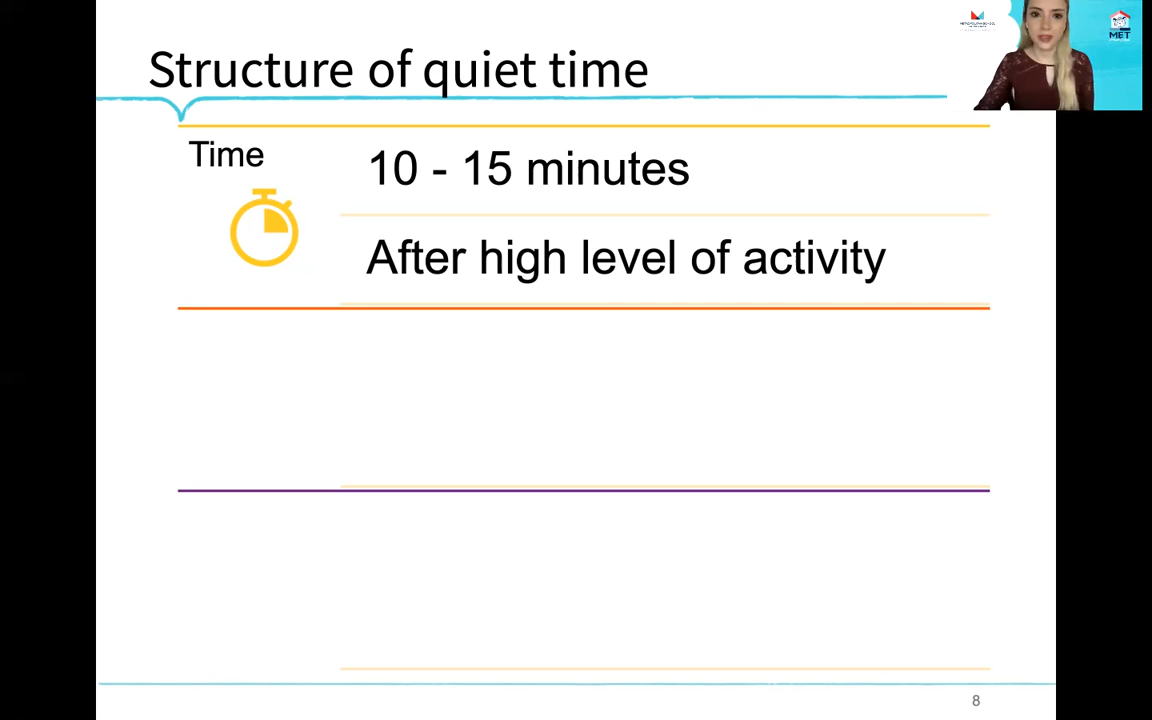 Structure of quiet time
Time
10 - 15 minutes
After high level of activity
MET
8